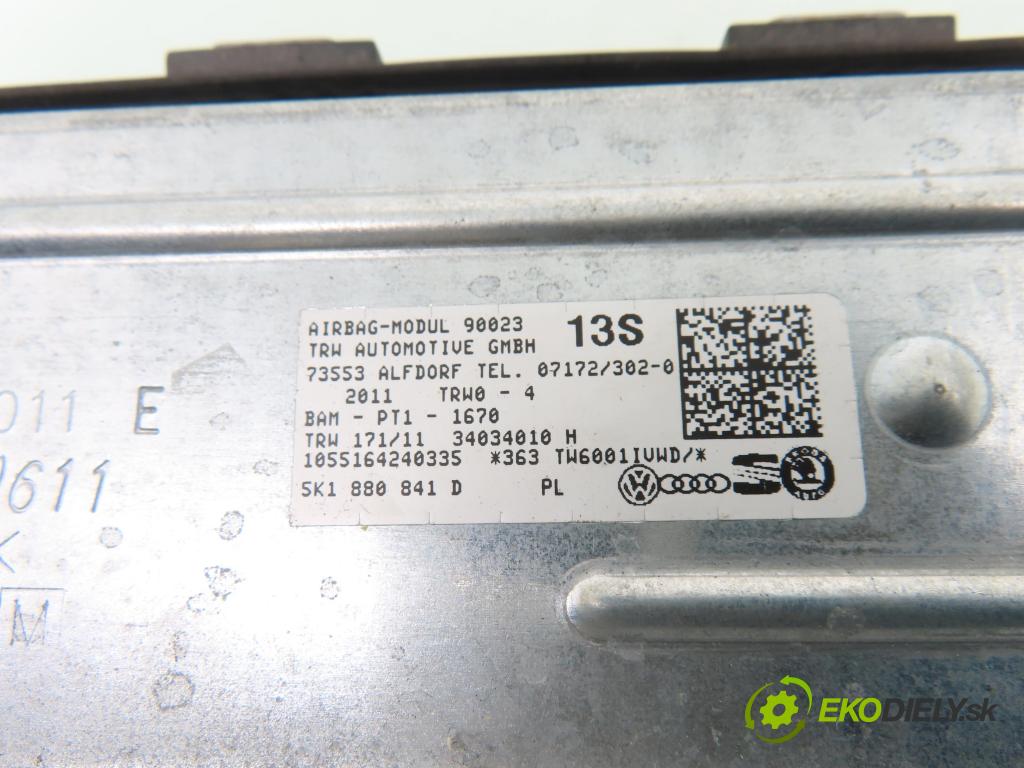 AIRBAG-MODUL 90023 13S
TRW AUTOMOTIVE GMBH
73553 ALFDORF TEL. 07172/302-0
2011 TRW0 - 4
BAM - PT1 - 1670
TRW 171/11 34034010 H
1055164240335 *363 TW6001IVWD/*
5K1 880 841 D PL
011 E
611
K
M
EKODIELY.sk